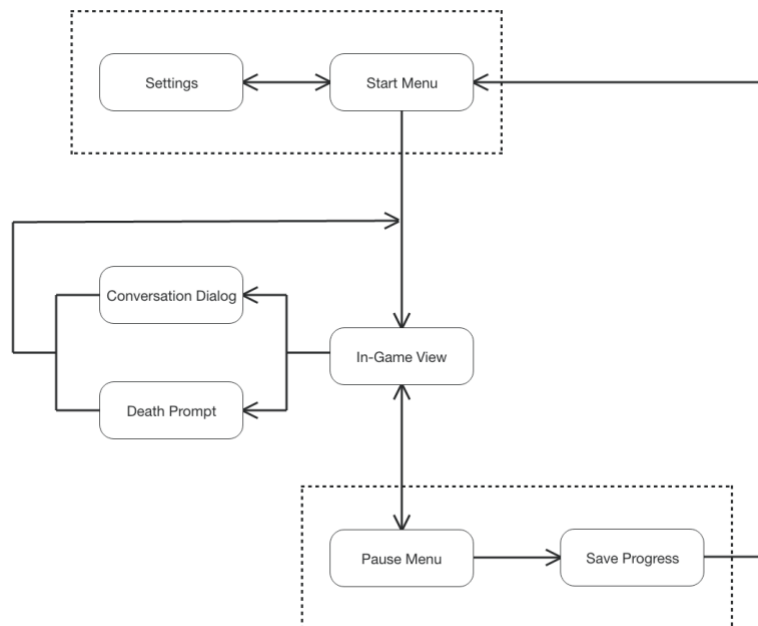 Settings
Start Menu
Conversation Dialog
In-Game View
Death Prompt
Pause Menu
Save Progress